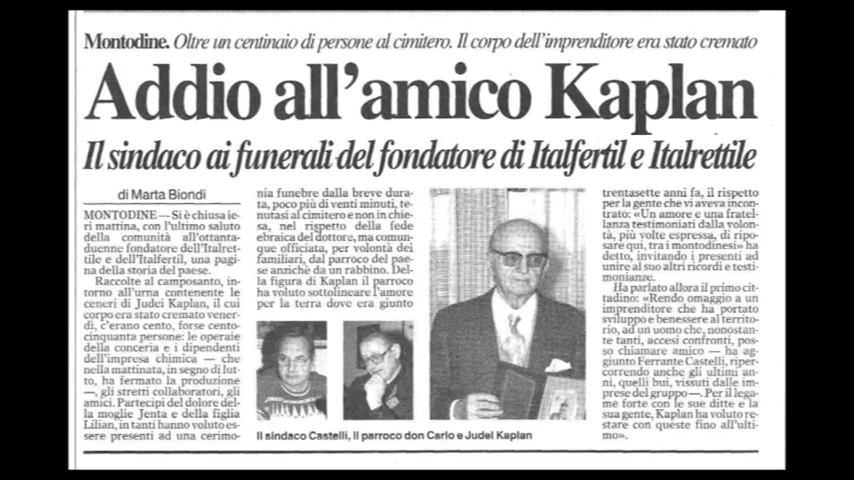 Montodine. Oltre un centinaio di persone al cimitero. Il corpo dell'imprenditore era stato cremato
Addio all'amico Kaplan
Il sindaco ai funerali del fondatore di Italfertil e Italrettile
di Marta Biondi
MONTODINE — Si è chiusa ie-
ri mattina, con l'ultimo saluto
della comunità all'ottanta-
duenne fondatore dell'Italret-
tile e dell'Italfertil, una pagi-
na della storia del paese.
Raccolte al camposanto, in-
torno all'urna contenente le
ceneri di Judei Kaplan, il cui
corpo era stato cremato vener-
dì, c'erano cento, forse cento-
cinquanta persone: le operaie
della conceria e i dipendenti
dell'impresa chimica — che
nella mattinata, in segno di lut-
to, ha fermato la produzione
—, gli stretti collaboratori, gli
amici. Partecipi del dolore del-
la moglie Jenta e della figlia
Lilian, in tanti hanno voluto es-
sere presenti ad una cerimo-
nia funebre dalla breve dura-
ta, poco più di venti minuti, te-
nutasi al cimitero e non in chie-
sa, nel rispetto della fede
ebraica del dottore, ma comun-
que officiata, per volontà dei
familiari, dal parroco del pae-
se anzichè da un rabbino. Del-
la figura di Kaplan il parroco
ha voluto sottolineare l'amore
per la terra dove era giunto
Il sindaco Castelli, Il parroco don Carlo e Judei Kaplan
trentasette anni fa, il rispetto
per la gente che vi aveva incon-
trato: «Un amore e una fratel-
lanza testimoniati dalla volon-
tà, più volte espressa, di ripo-
sare qui, tra i montodinesi» ha
detto, invitando i presenti ad
unire al suo altri ricordi e testi-
monianze.
Ha parlato allora il primo cit-
tadino: «Rendo omaggio a un
imprenditore che ha portato
sviluppo e benessere al territo-
rio, ad un uomo che, nonostan-
te tanti, accesi confronti, pos-
so chiamare amico — ha ag-
giunto Ferrante Castelli, riper-
correndo anche gli ultimi an-
ni, quelli bui, vissuti dalle im-
prese del gruppo —. Per il lega-
me forte con le sue ditte e la
sua gente, Kaplan ha voluto re-
stare con queste fino all'ulti-
mo».